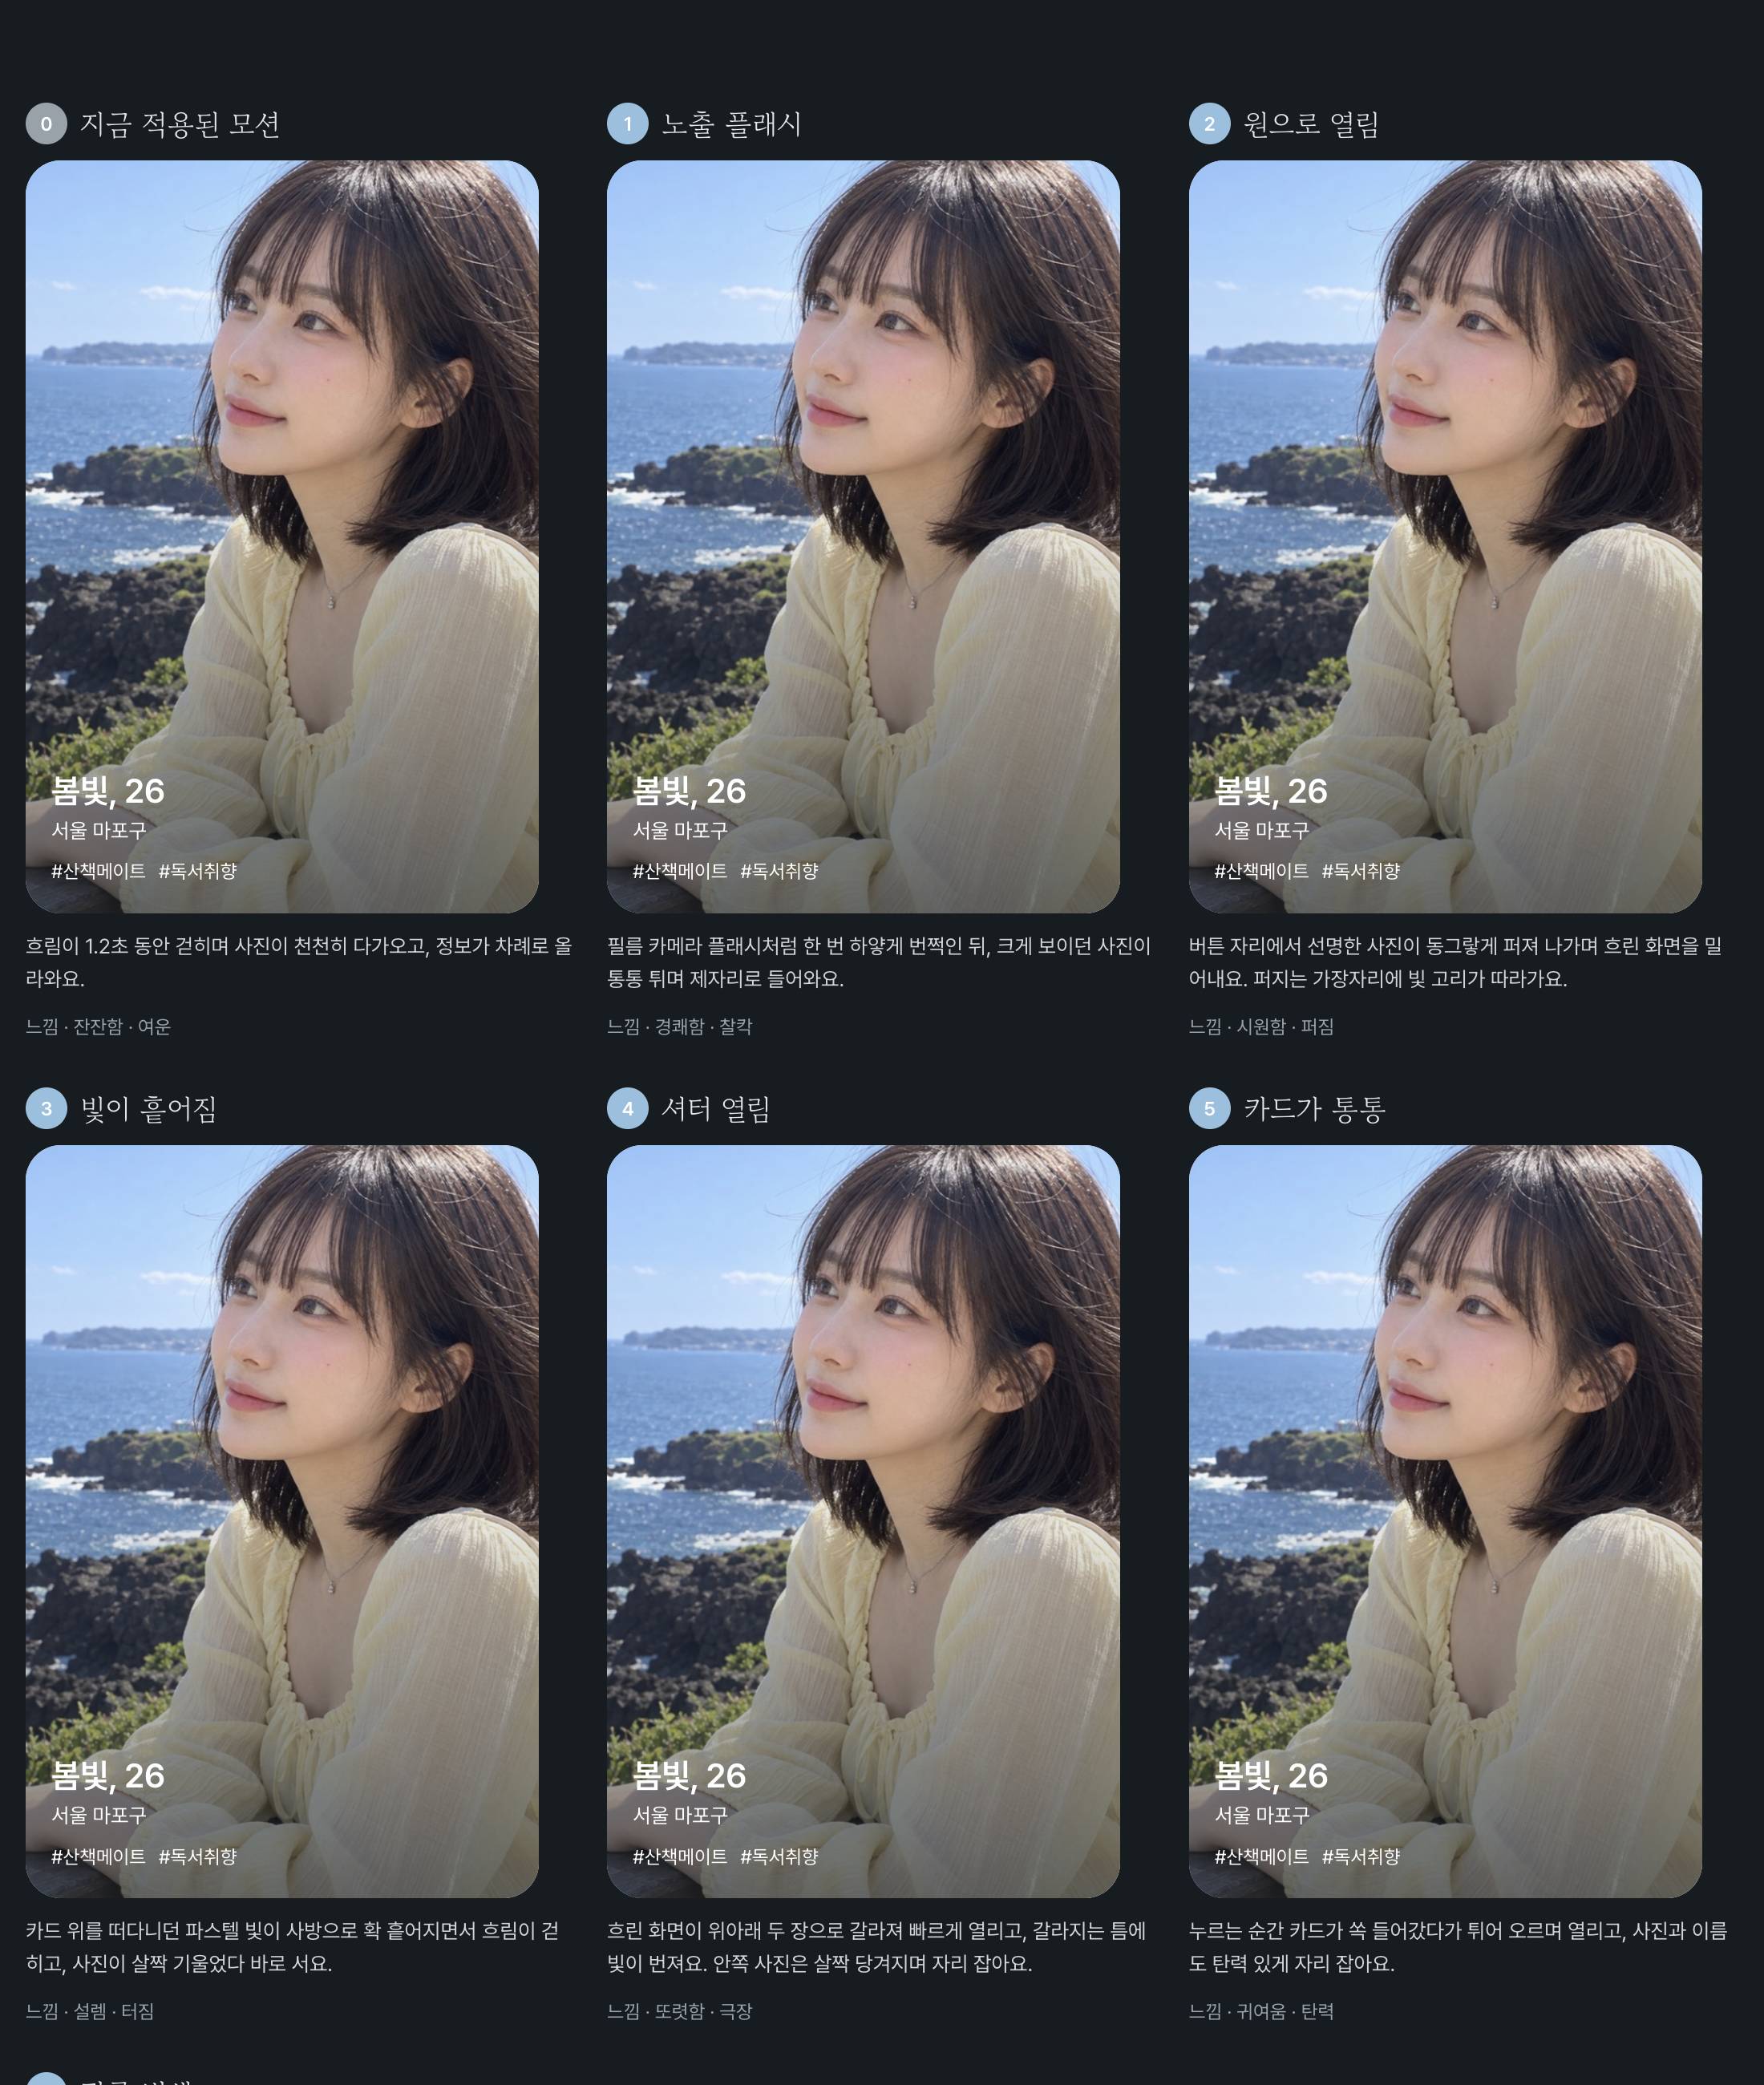 0 지금 적용된 모션
봄빛, 26
서울 마포구
#산책메이트 #독서취향
흐림이 1.2초 동안 걷히며 사진이 천천히 다가오고, 정보가 차례로 올
라와요.
느낌 · 잔잔함 · 여운
1 노출 플래시
봄빛, 26
서울 마포구
#산책메이트 #독서취향
필름 카메라 플래시처럼 한 번 하얗게 번쩍인 뒤, 크게 보이던 사진이
통통 튀며 제자리로 들어와요.
느낌 · 경쾌함 · 찰칵
2 원으로 열림
봄빛, 26
서울 마포구
#산책메이트 #독서취향
버튼 자리에서 선명한 사진이 동그랗게 퍼져 나가며 흐린 화면을 밀
어내요. 퍼지는 가장자리에 빛 고리가 따라가요.
느낌 · 시원함 · 퍼짐
3 빛이 흩어짐
봄빛, 26
서울 마포구
#산책메이트 #독서취향
카드 위를 떠다니던 파스텔 빛이 사방으로 확 흩어지면서 흐림이 걷
히고, 사진이 살짝 기울었다 바로 서요.
느낌 · 설렘 · 터짐
4 셔터 열림
봄빛, 26
서울 마포구
#산책메이트 #독서취향
흐린 화면이 위아래 두 장으로 갈라져 빠르게 열리고, 갈라지는 틈에
빛이 번져요. 안쪽 사진은 살짝 당겨지며 자리 잡아요.
느낌 · 또렷함 · 극장
5 카드가 통통
봄빛, 26
서울 마포구
#산책메이트 #독서취향
누르는 순간 카드가 쏙 들어갔다가 튀어 오르며 열리고, 사진과 이름
도 탄력 있게 자리 잡아요.
느낌 · 귀여움 · 탄력